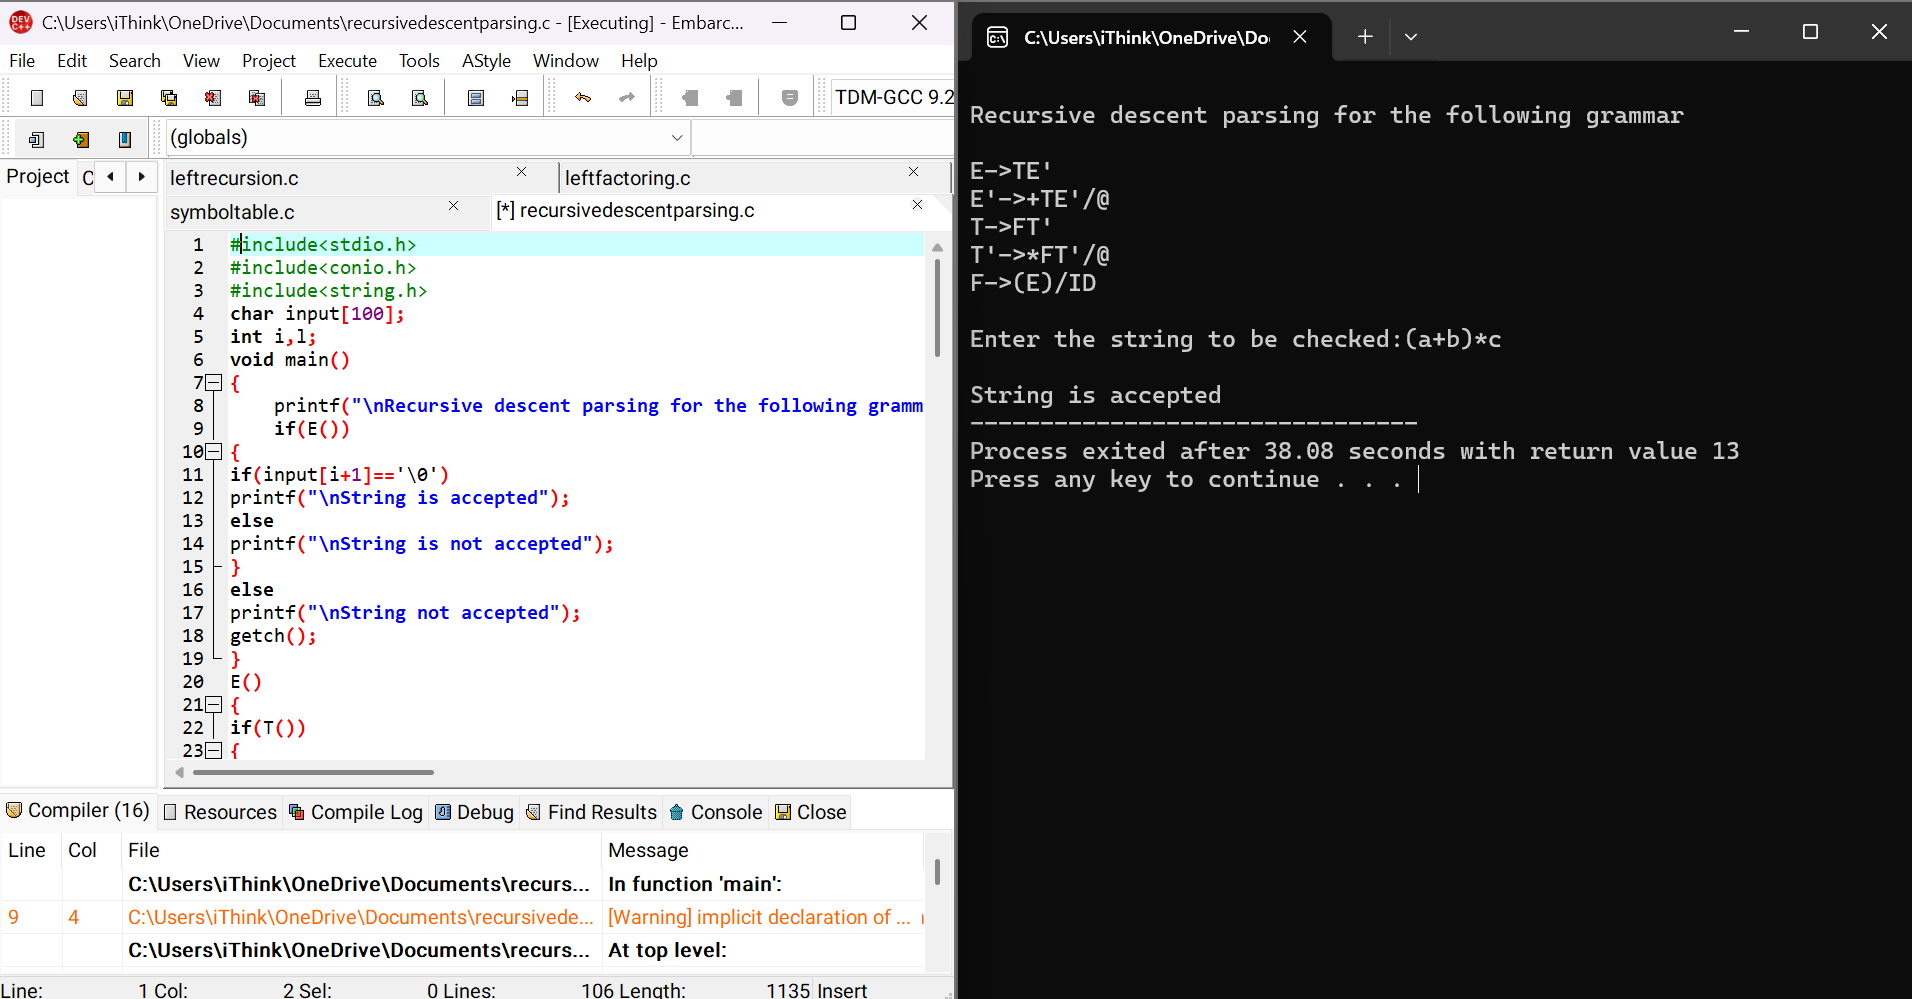 C:\Users\iThink\OneDrive\Documents\recursivedescentparsing.c - [Executing] - Embarc...
File Edit Search View Project Execute Tools AStyle Window Help
TDM-GCC 9.2
(globals)
Project C
leftrecursion.c leftfactoring.c
symboltable.c [*] recursivedescentparsing.c
1 #include<stdio.h>
2 #include<conio.h>
3 #include<string.h>
4 char input[100];
5 int i,l;
6 void main()
7 {
8 printf("\nRecursive descent parsing for the following gramm
9 if(E())
10 {
11 if(input[i+1]=='\0')
12 printf("\nString is accepted");
13 else
14 printf("\nString is not accepted");
15 }
16 else
17 printf("\nString not accepted");
18 getch();
19 }
20 E()
21 {
22 if(T())
23 {
Compiler (16) Resources Compile Log Debug Find Results Console Close
Line Col File Message
C:\Users\iThink\OneDrive\Documents\recurs... In function 'main':
9 4 C:\Users\iThink\OneDrive\Documents\recursivede... [Warning] implicit declaration of ...
C:\Users\iThink\OneDrive\Documents\recurs... At top level:
Line: 1 Col: 2 Sel: 0 Lines: 106 Length: 1135 Insert
C:\Users\iThink\OneDrive\Do
Recursive descent parsing for the following grammar
E->TE'
E'->+TE'/@
T->FT'
T'->*FT'/@
F->(E)/ID
Enter the string to be checked:(a+b)*c
String is accepted
--------------------------------
Process exited after 38.08 seconds with return value 13
Press any key to continue . . .